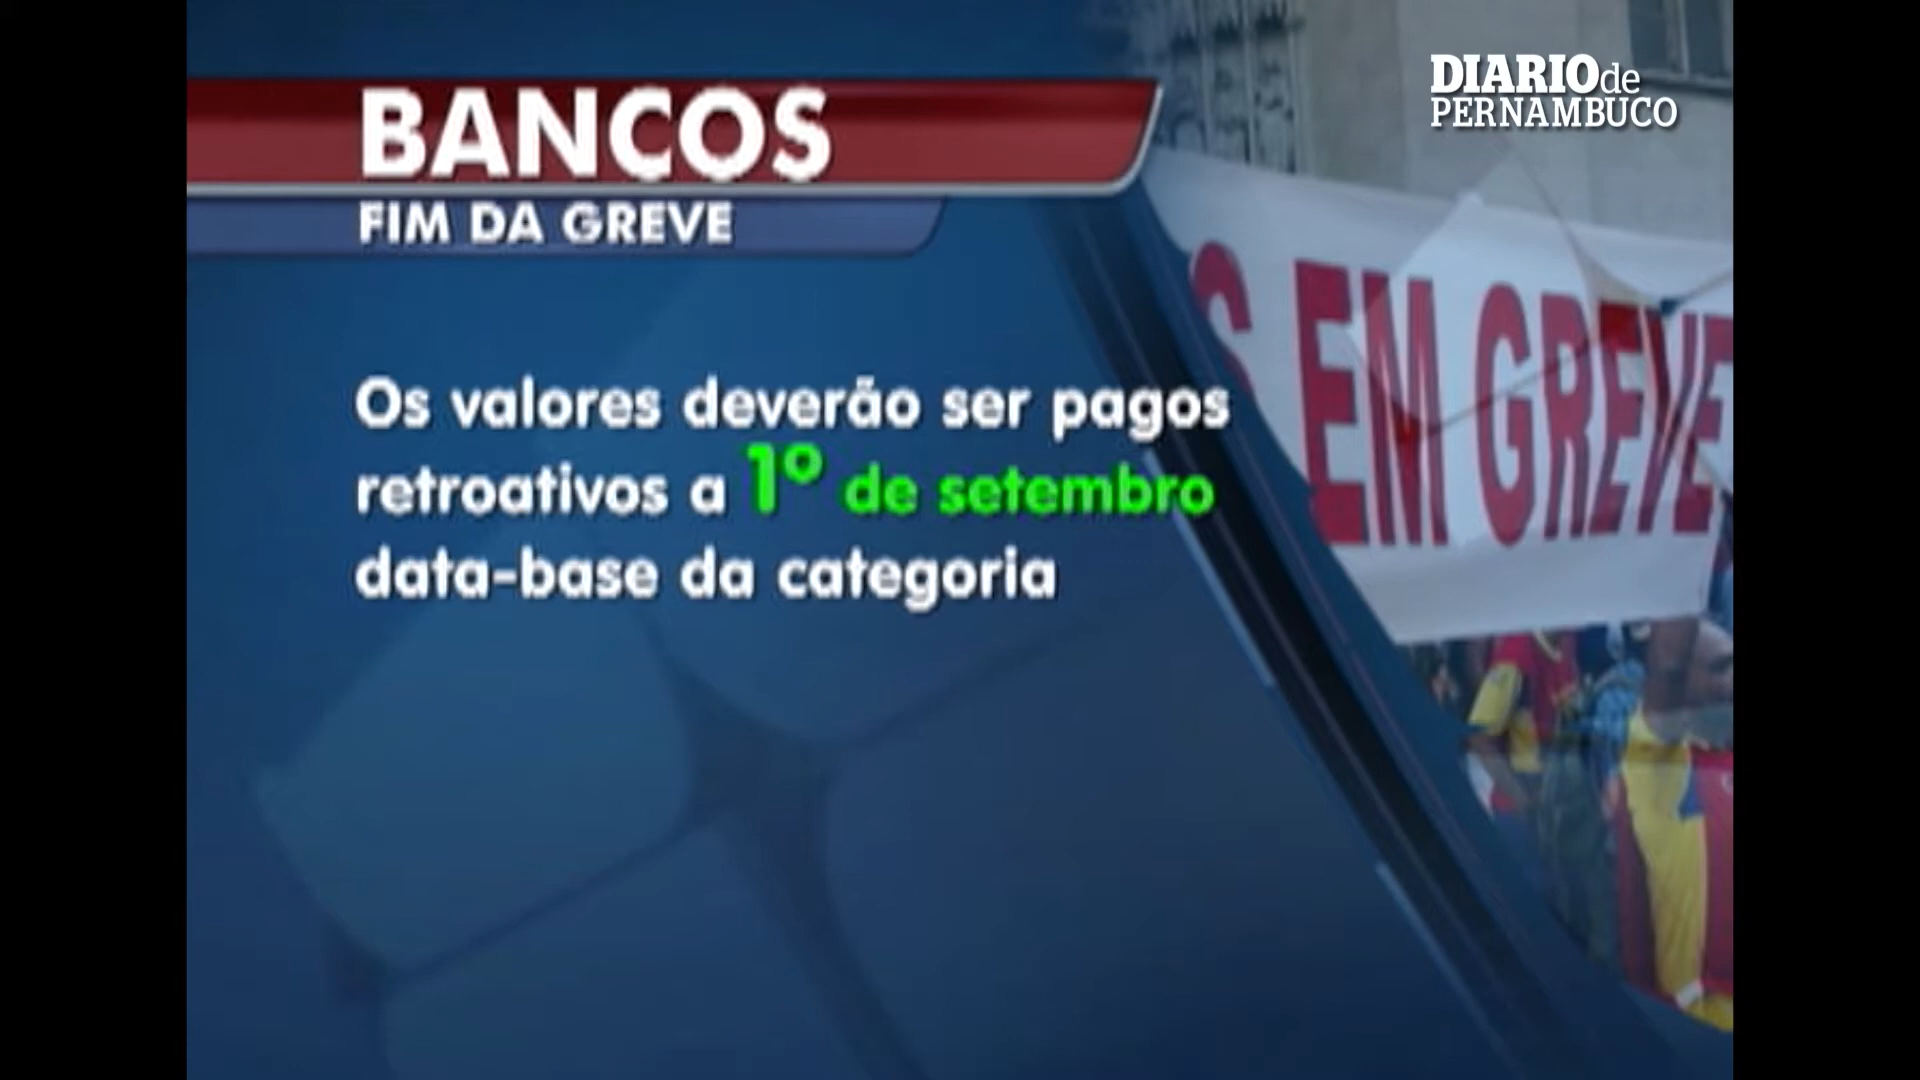 BANCOS
DIARIO de
PERNAMBUCO
FIM DA GREVE
S EM GREVE
Os valores deverão ser pagos
retroativos a 1º de setembro
data-base da categoria